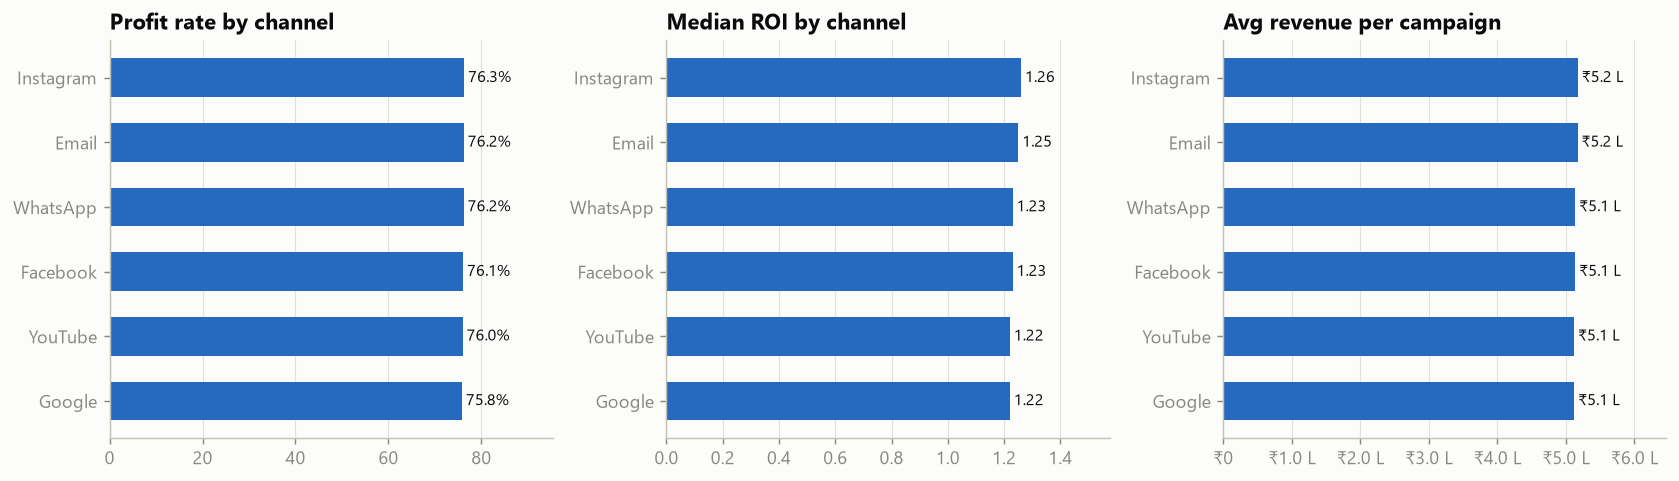 Profit rate by channel
Instagram 76.3%
Email 76.2%
WhatsApp 76.2%
Facebook 76.1%
YouTube 76.0%
Google 75.8%
0 20 40 60 80
Median ROI by channel
Instagram 1.26
Email 1.25
WhatsApp 1.23
Facebook 1.23
YouTube 1.22
Google 1.22
0.0 0.2 0.4 0.6 0.8 1.0 1.2 1.4
Avg revenue per campaign
Instagram ₹5.2 L
Email ₹5.2 L
WhatsApp ₹5.1 L
Facebook ₹5.1 L
YouTube ₹5.1 L
Google ₹5.1 L
₹0 ₹1.0 L ₹2.0 L ₹3.0 L ₹4.0 L ₹5.0 L ₹6.0 L